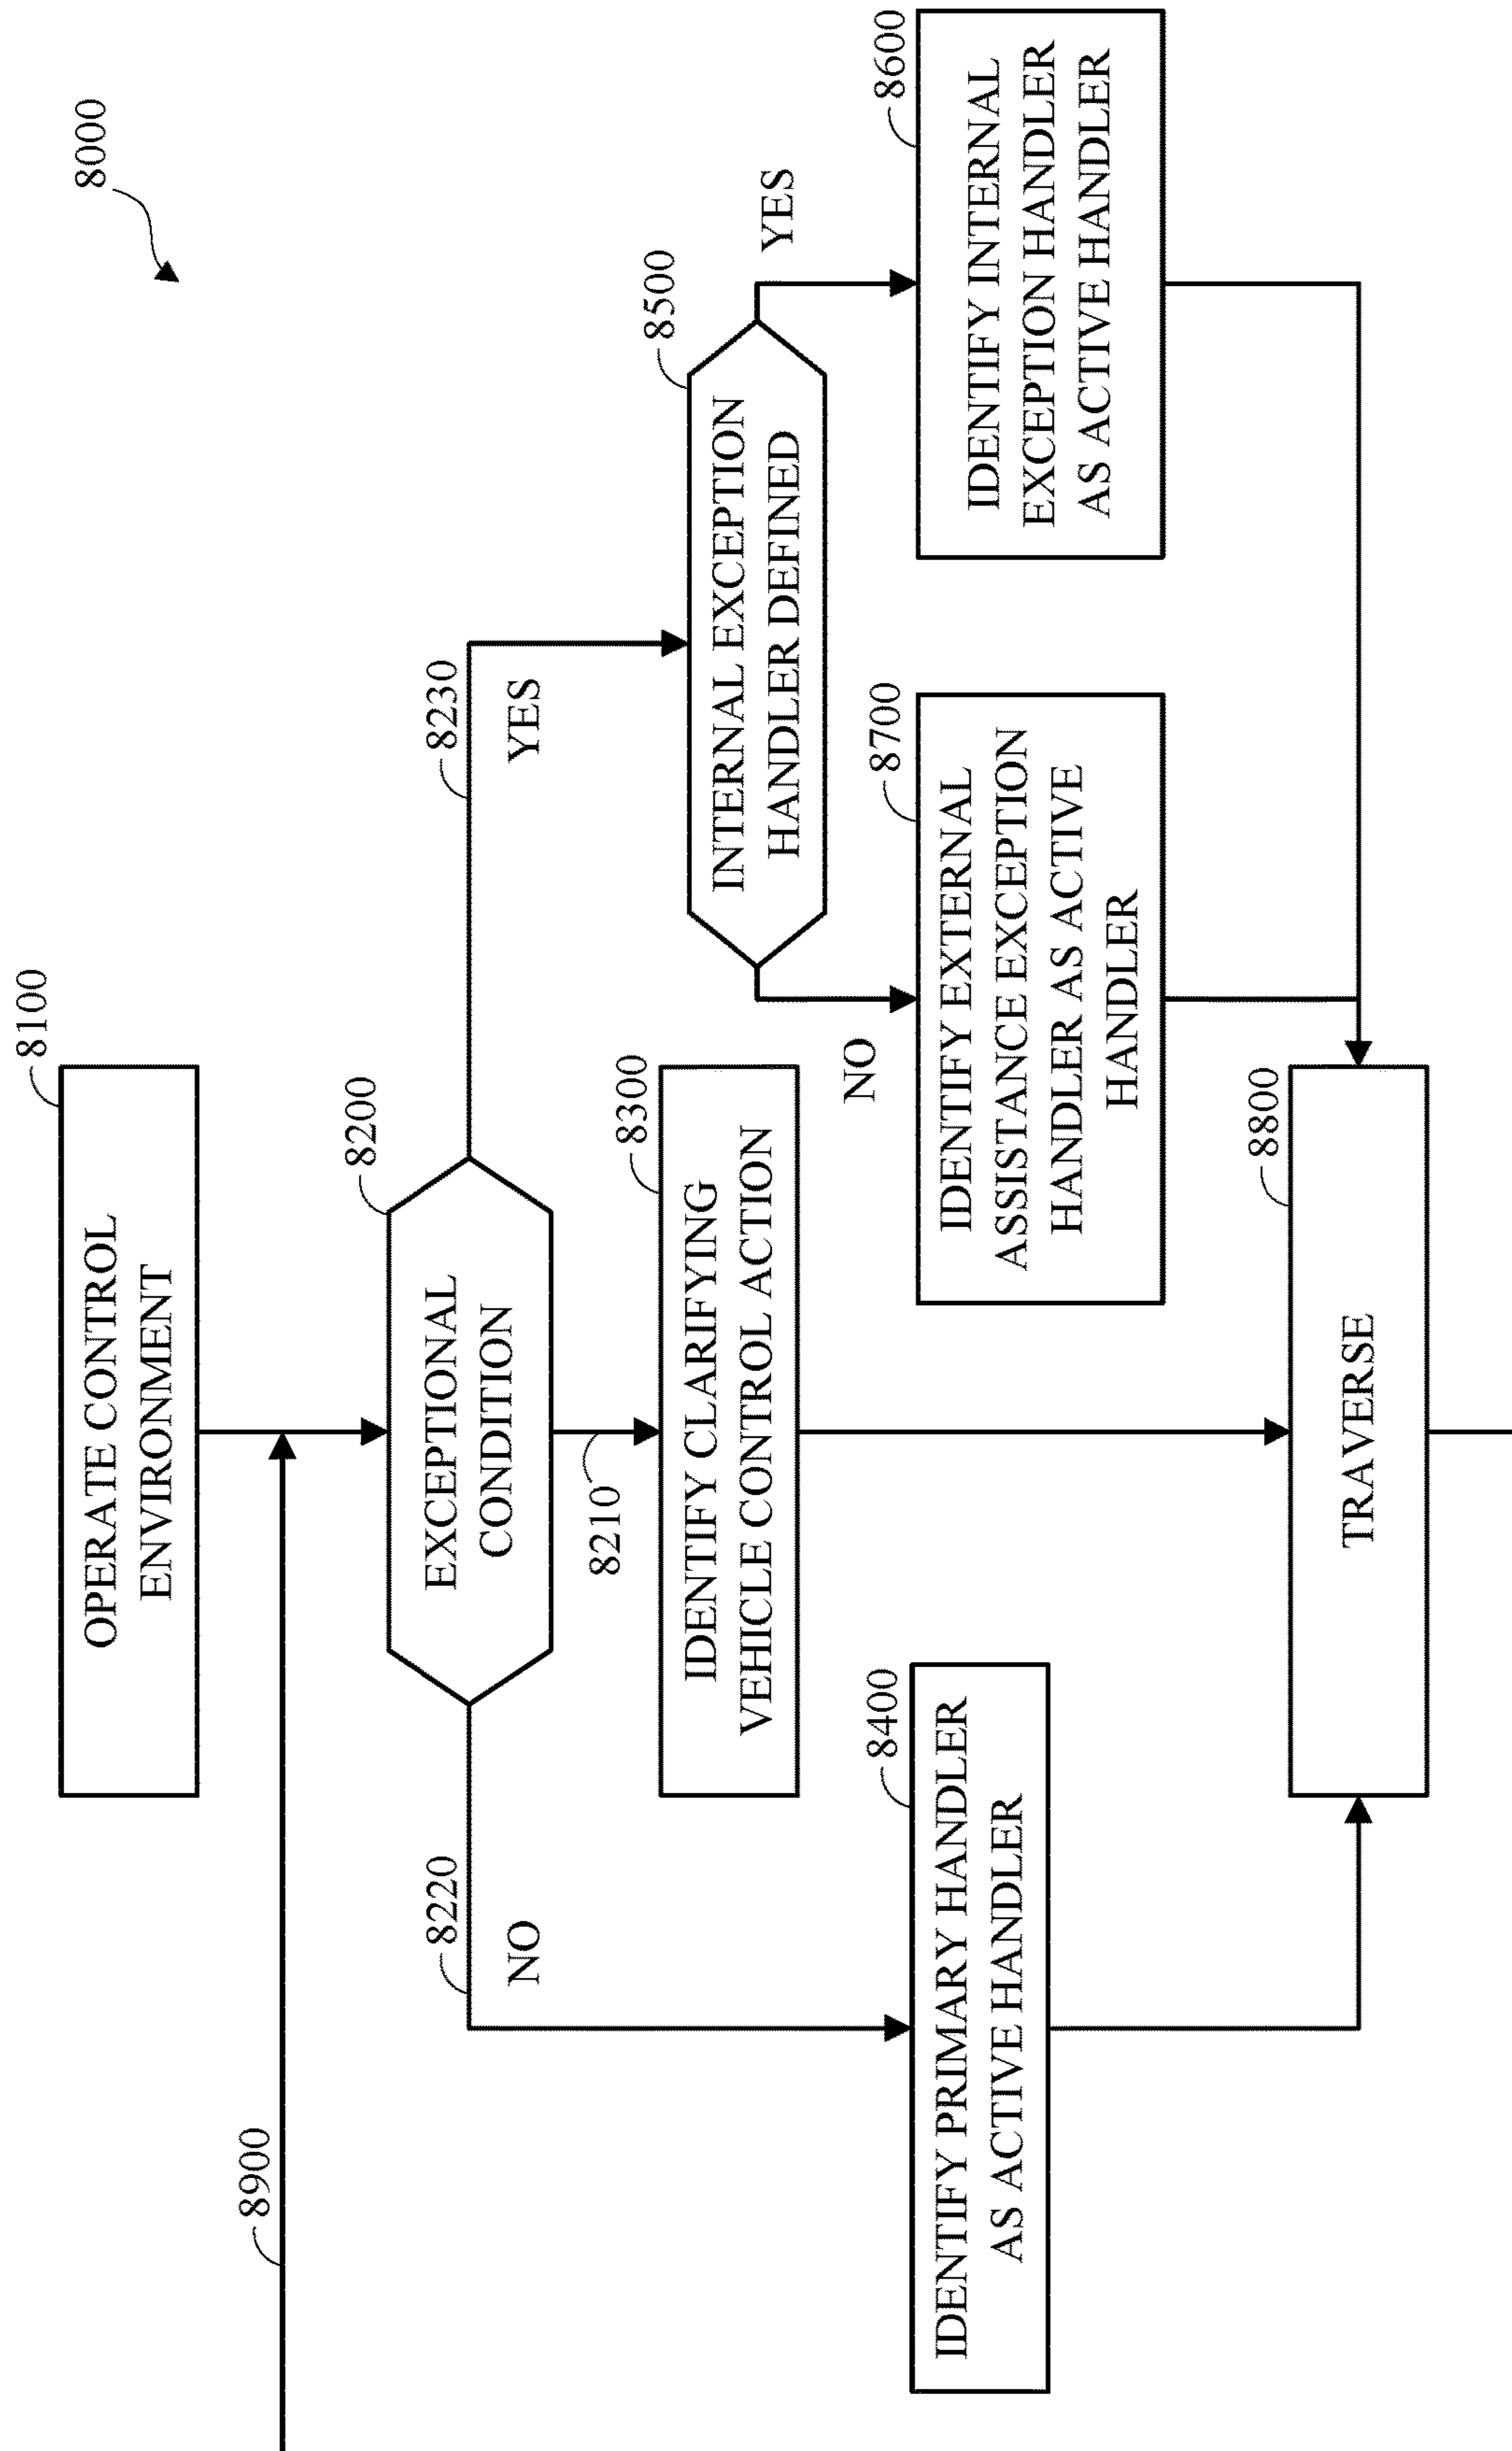 8000
8100
OPERATE CONTROL
ENVIRONMENT
8900
8200
EXCEPTIONAL
CONDITION
8220
NO
8210
8230
YES
8300
IDENTIFY CLARIFYING
VEHICLE CONTROL ACTION
8500
INTERNAL EXCEPTION
HANDLER DEFINED
NO
YES
8400
IDENTIFY PRIMARY HANDLER
AS ACTIVE HANDLER
8700
IDENTIFY EXTERNAL
ASSISTANCE EXCEPTION
HANDLER AS ACTIVE
HANDLER
8600
IDENTIFY INTERNAL
EXCEPTION HANDLER
AS ACTIVE HANDLER
8800
TRAVERSE